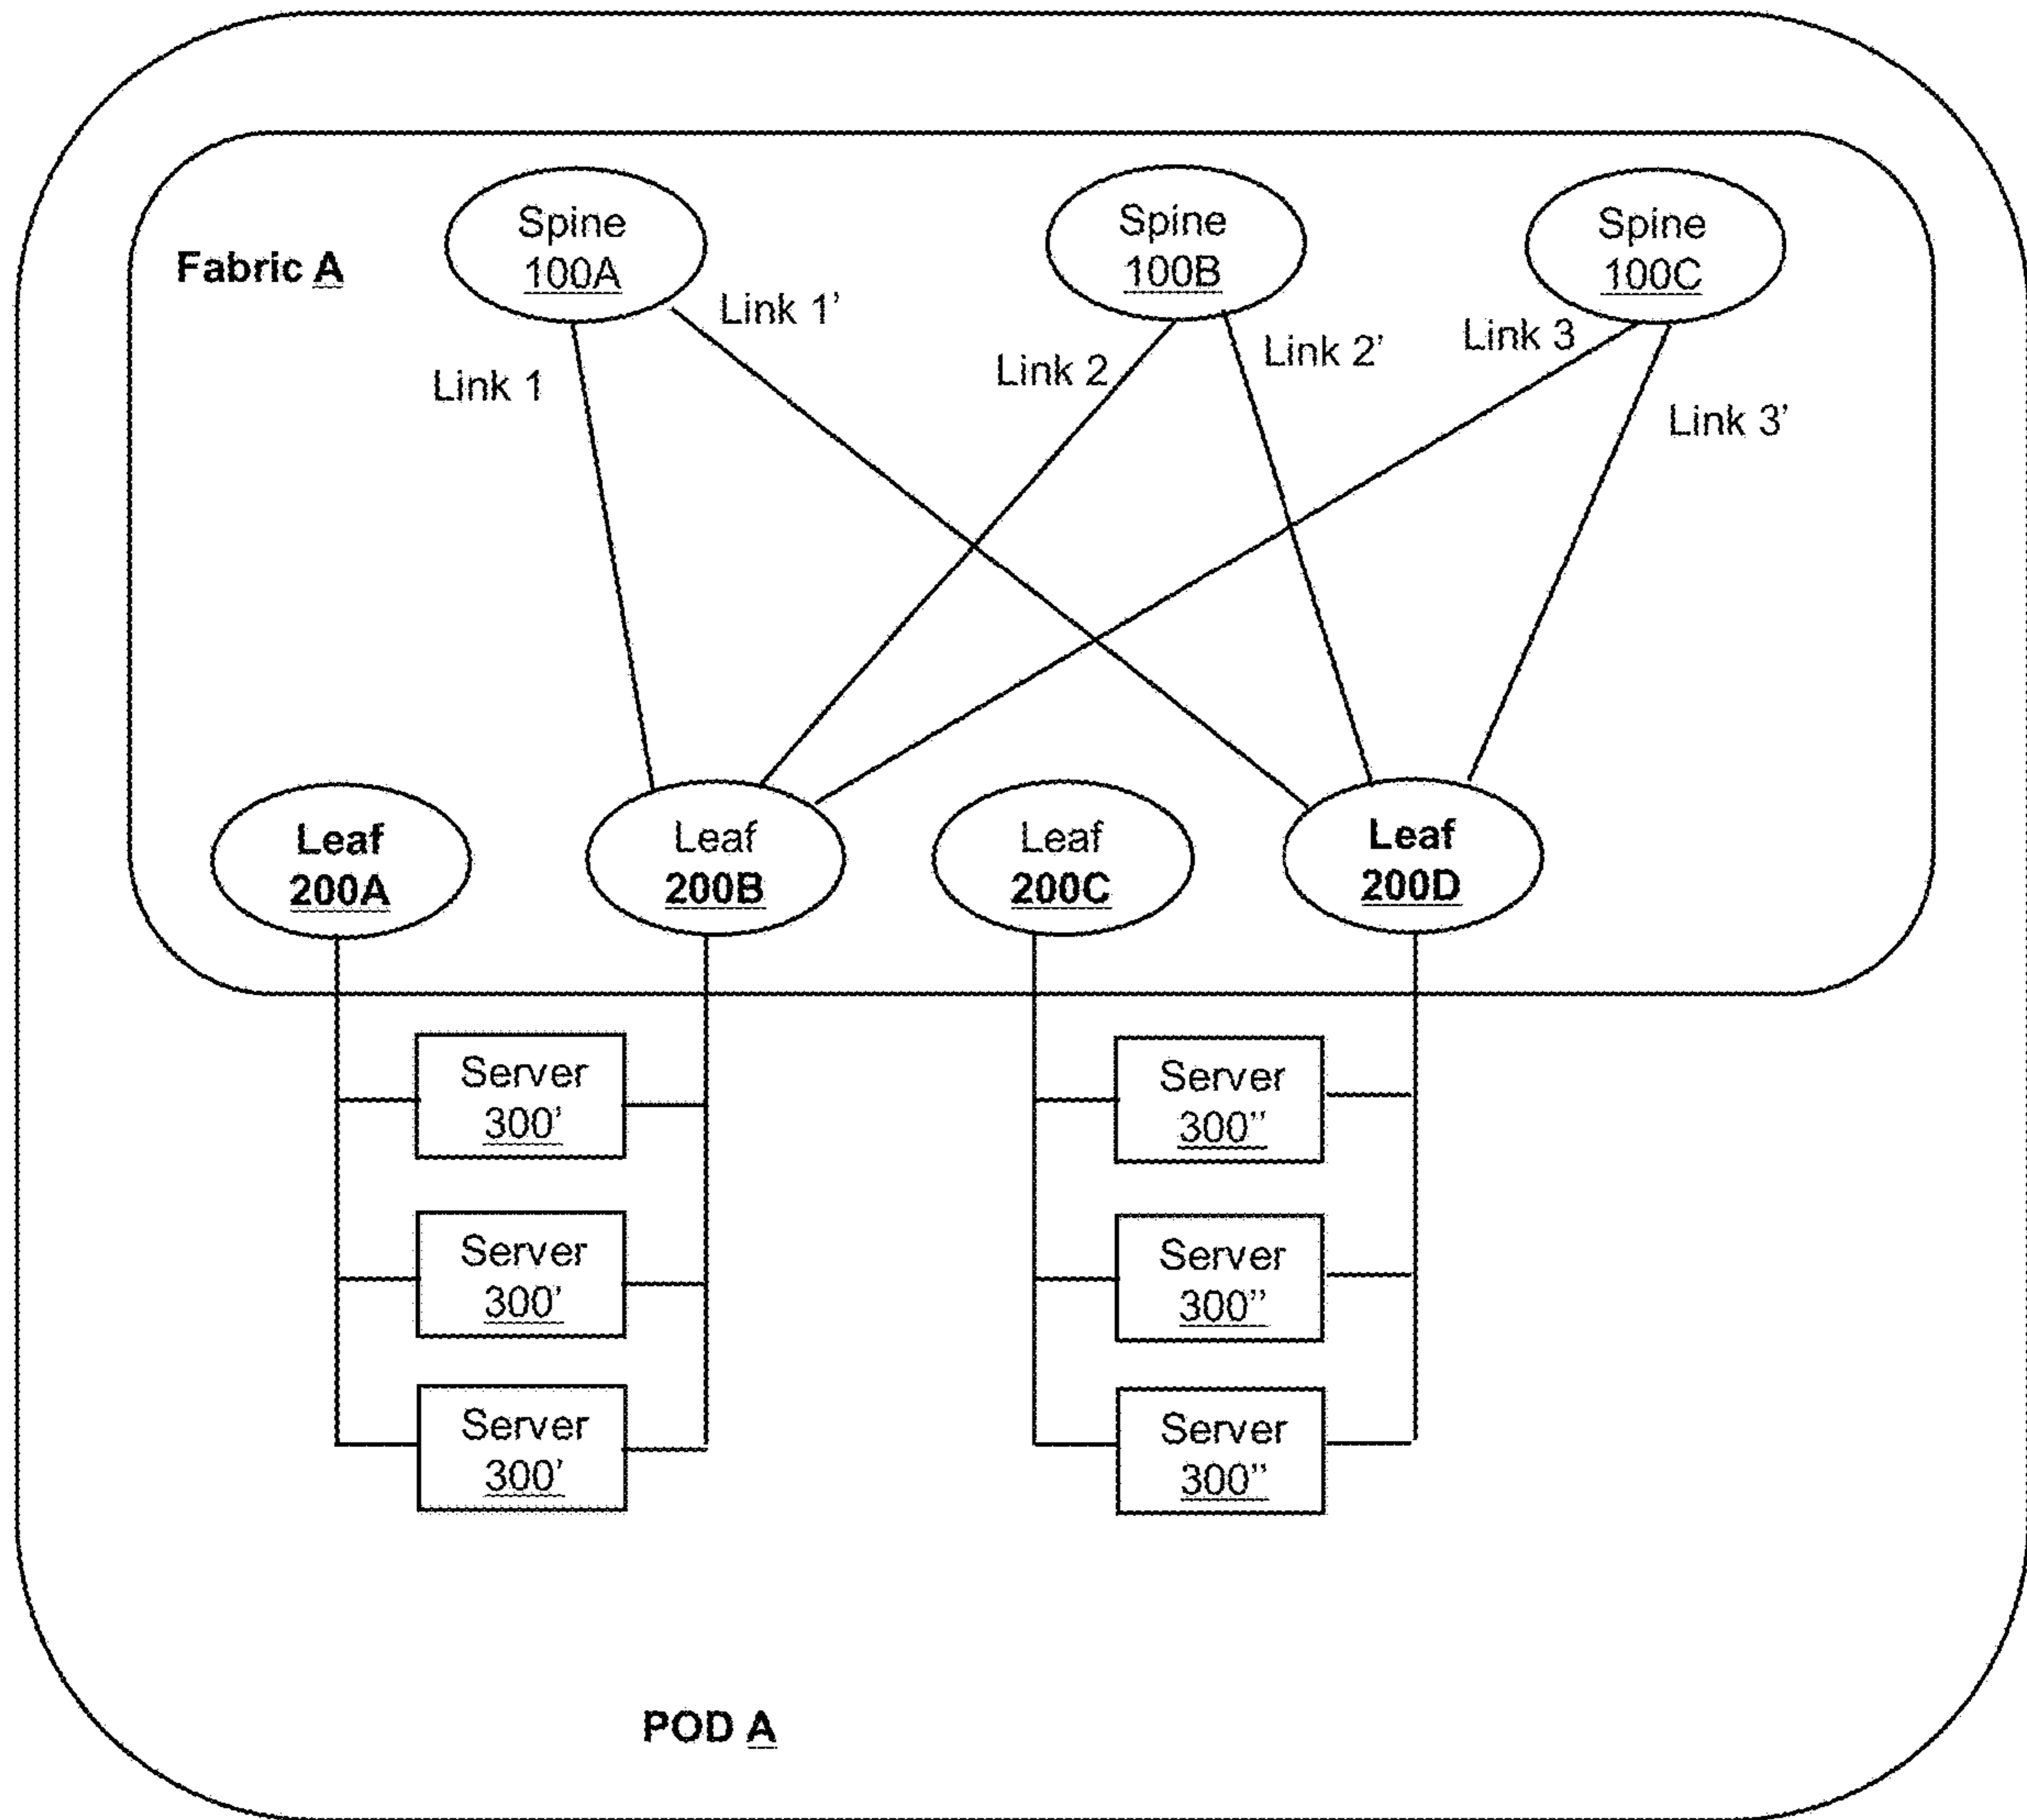 Spine
100A
Spine
100B
Spine
100C
Fabric A
Link 1'
Link 1
Link 2
Link 2'
Link 3
Link 3'
Leaf
200A
Leaf
200B
Leaf
200C
Leaf
200D
Server
300'
Server
300"
Server
300'
Server
300"
Server
300'
Server
300"
POD A